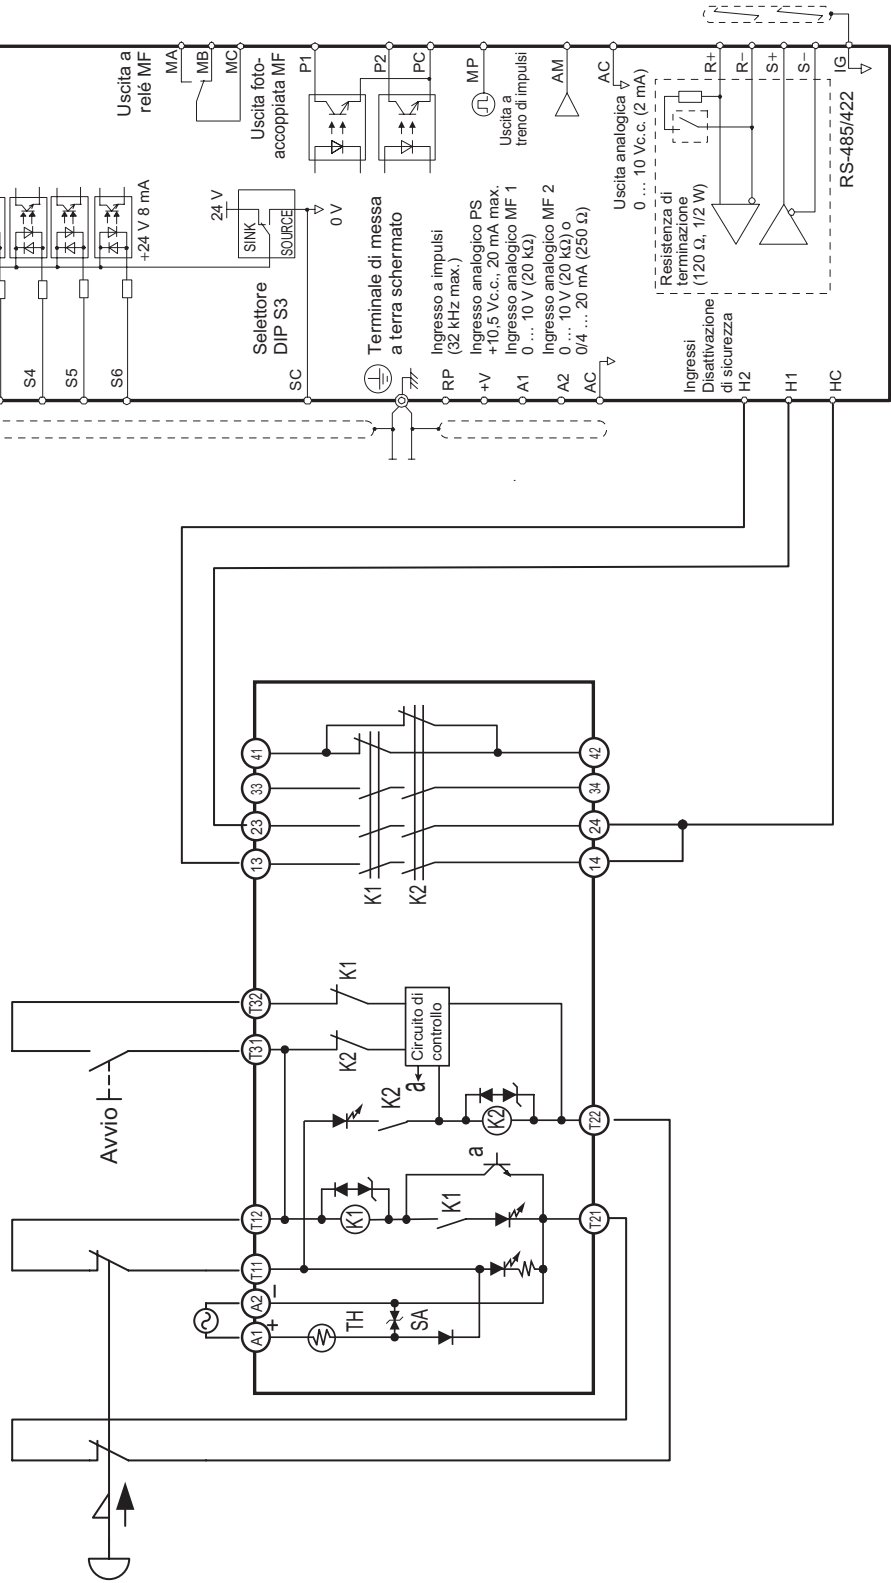 Uscita a
relé MF
MA
MB
MC
Uscita foto-
accoppiata MF
P1
P2
PC
MP
Uscita a
treno di impulsi
AM
AC
Uscita analogica
0 … 10 Vc.c. (2 mA)
R+
R−
S+
S−
IG
RS-485/422
Resistenza di
terminazione
(120 Ω, 1/2 W)
+24 V 8 mA
24 V
SINK
SOURCE
0 V
Selettore
DIP S3
Terminale di messa
a terra schermato
Ingresso a impulsi
(32 kHz max.)
Ingresso analogico PS
+10,5 Vc.c., 20 mA max.
Ingresso analogico MF 1
0 … 10 V (20 kΩ)
Ingresso analogico MF 2
0 … 10 V (20 kΩ) o
0/4 … 20 mA (250 Ω)
Ingressi
Disattivazione
di sicurezza
S4
S5
S6
SC
RP
+V
A1
A2
AC
H2
H1
HC
41
33
23
13
42
34
24
14
K1
K2
T32
T31
K1
K2
Circuito di
controllo
a
K2
K2
T22
Avvio
T12
T11
A2
A1
−
+
K1
K1
a
T21
TH
SA